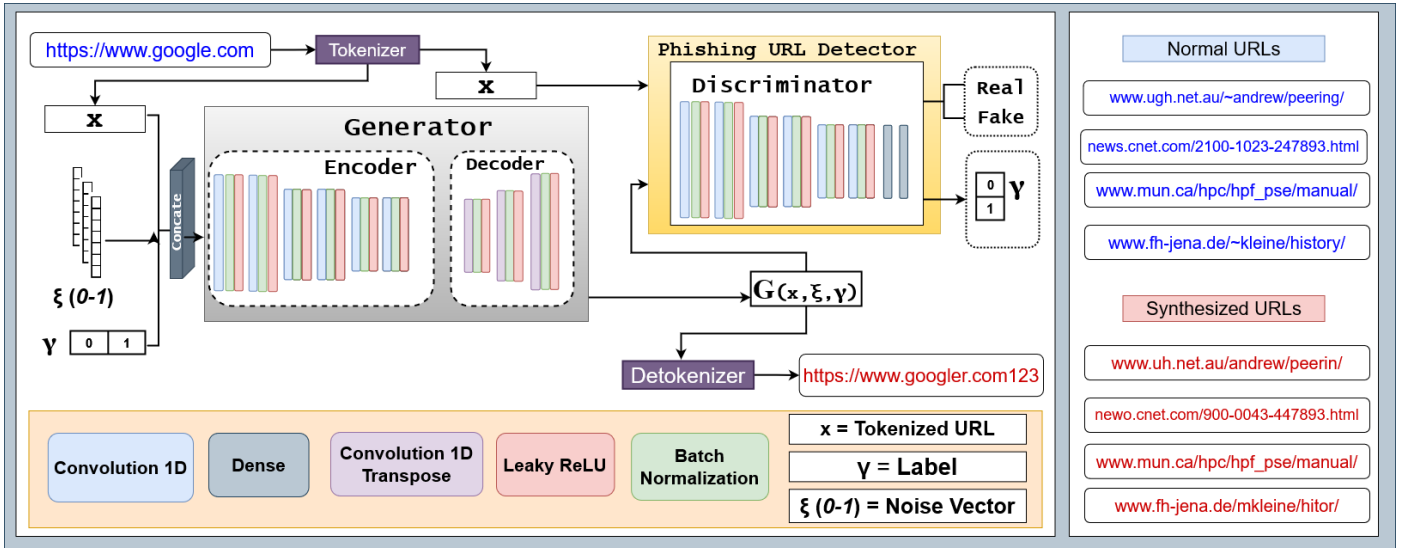 https://www.google.com
Tokenizer
x
x
Generator
Encoder
Decoder
Concate
ξ (0-1)
γ 0 1
Phishing URL Detector
Discriminator
Real
Fake
0
1
γ
G(x,ξ,γ)
Detokenizer
https://www.googler.com123
Convolution 1D
Dense
Convolution 1D
Transpose
Leaky ReLU
Batch
Normalization
x = Tokenized URL
γ = Label
ξ (0-1) = Noise Vector
Normal URLs
www.ugh.net.au/~andrew/peering/
news.cnet.com/2100-1023-247893.html
www.mun.ca/hpc/hpf_pse/manual/
www.fh-jena.de/~kleine/history/
Synthesized URLs
www.uh.net.au/andrew/peerin/
newo.cnet.com/900-0043-447893.html
www.mun.ca/hpc/hpf_pse/manual/
www.fh-jena.de/mkleine/hitor/